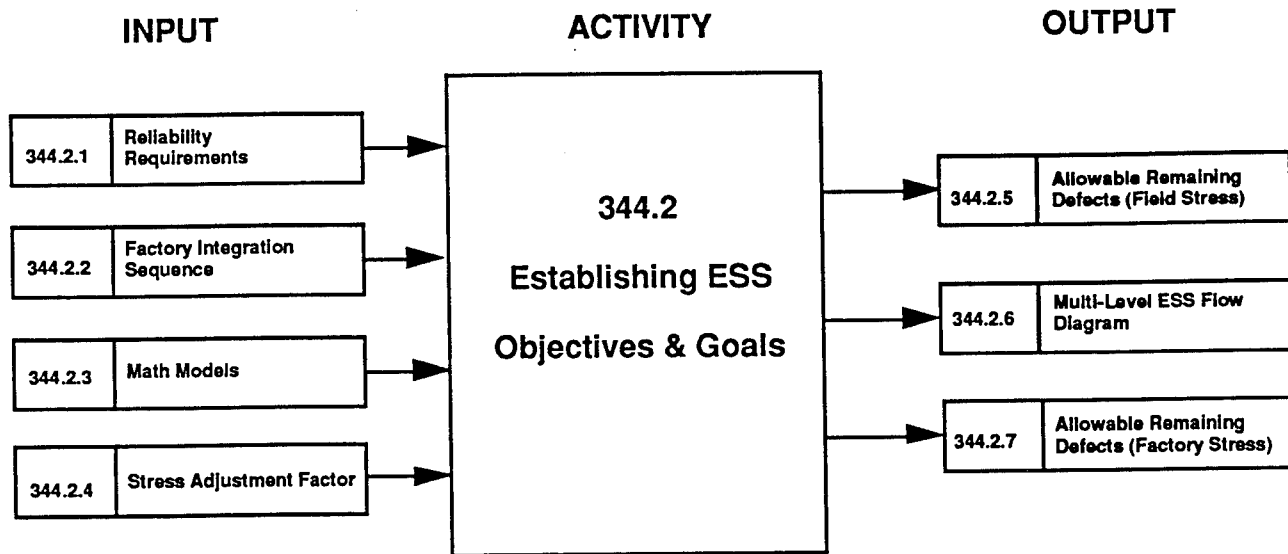 INPUT
ACTIVITY
OUTPUT
344.2.1
Reliability
Requirements
344.2.2
Factory Integration
Sequence
344.2.3
Math Models
344.2.4
Stress Adjustment Factor
344.2
Establishing ESS
Objectives & Goals
344.2.5
Allowable Remaining
Defects (Field Stress)
344.2.6
Multi-Level ESS Flow
Diagram
344.2.7
Allowable Remaining
Defects (Factory Stress)